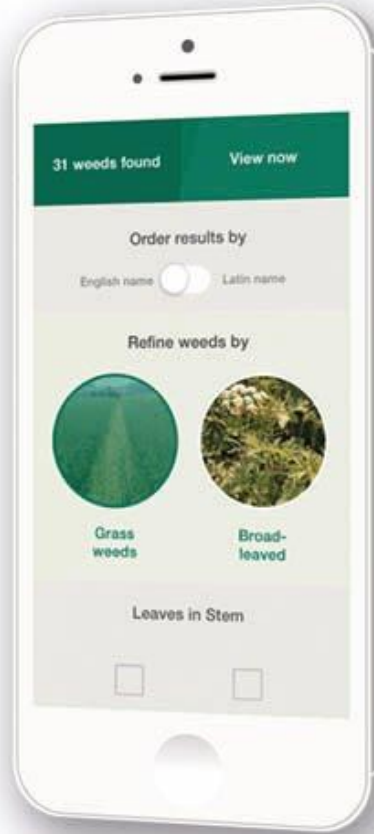 31 weeds found View now
Order results by
English name Latin name
Refine weeds by
Grass weeds
Broad-leaved
Leaves in Stem